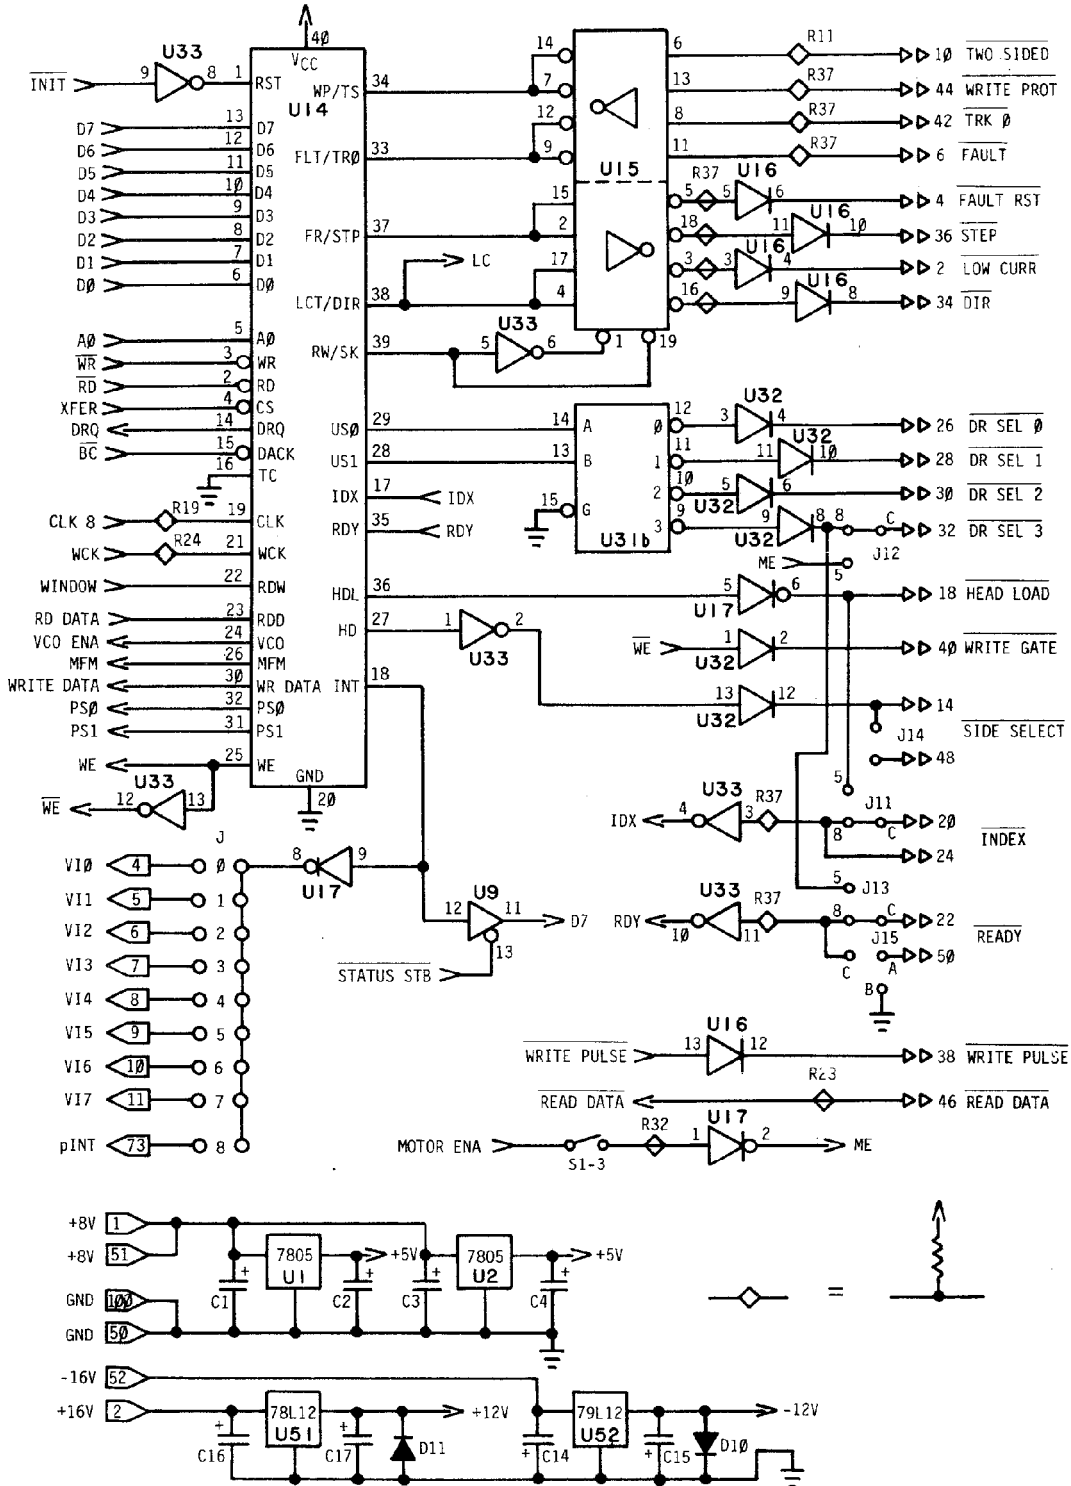 40
VCC
U33
INIT 9 8 1 RST
U14
WP/TS 34
14
7
6 R11 10 TWO SIDED
13 R37 44 WRITE PROT
12
8 R37 42 TRK 0
FLT/TR0 33
9
11 R37 6 FAULT
U15
D7 13 D7
D6 12 D6
D5 11 D5
D4 10 D4
D3 9 D3
D2 8 D2
D1 7 D1
D0 6 D0
15
R37 U16
5 5 6 4 FAULT RST
FR/STP 37 2
18 11 U16 10 36 STEP
LC
17
3 3 U16 4 2 LOW CURR
LCT/DIR 38 4
16 9 U16 8 34 DIR
RW/SK 39 5 U33 6 1 19
A0 5 A0
WR 3 WR
RD 2 RD
XFER 4 CS
DRQ 14 DRQ
BC 15 DACK
16 TC
US0 29 14 A 0 12 3 U32 4 26 DR SEL 0
US1 28 13 B 1 11 11 U32 10 28 DR SEL 1
IDX 17 IDX
2 10 5 U32 6 30 DR SEL 2
15 G
RDY 35 RDY
3 9 9 U32 8 8 C 32 DR SEL 3
U31b
J12
ME 5
CLK 8 R19 19 CLK
WCK R24 21 WCK
WINDOW 22 RDW
HDL 36 5 U17 6 18 HEAD LOAD
RD DATA 23 RDD
HD 27 1 U33 2
VCO ENA 24 VCO
WE 1 U32 2 40 WRITE GATE
MFM 26 MFM
WRITE DATA 30 WR DATA
INT 18
13 U32 12 14
PS0 32 PS0
PS1 31 PS1
J14 SIDE SELECT
48
WE 25 WE
GND
20
WE 12 U33 13
5
IDX 4 U33 3 R37 8 J11 C 20
INDEX
24
J
VI0 4 0
8 U17 9
VI1 5 1
5 J13
VI2 6 2
12 U9 11 D7
13
STATUS STB
RDY 10 U33 11 R37 8 C 22
J15 READY
VI3 7 3
C A 50
B
VI4 8 4
VI5 9 5
VI6 10 6
VI7 11 7
pINT 73 8
WRITE PULSE 13 U16 12 38 WRITE PULSE
READ DATA R23 46 READ DATA
MOTOR ENA S1-3 R32 1 U17 2 ME
+8V 1
+8V 51
7805
U1
+5V
7805
U2
+5V
C1 + C2 + C3 + C4 +
GND 100
GND 50
=
-16V 52
+16V 2
78L12
U51
+12V
79L12
U52
-12V
C16 + C17 + D11 C14 + C15 + D10